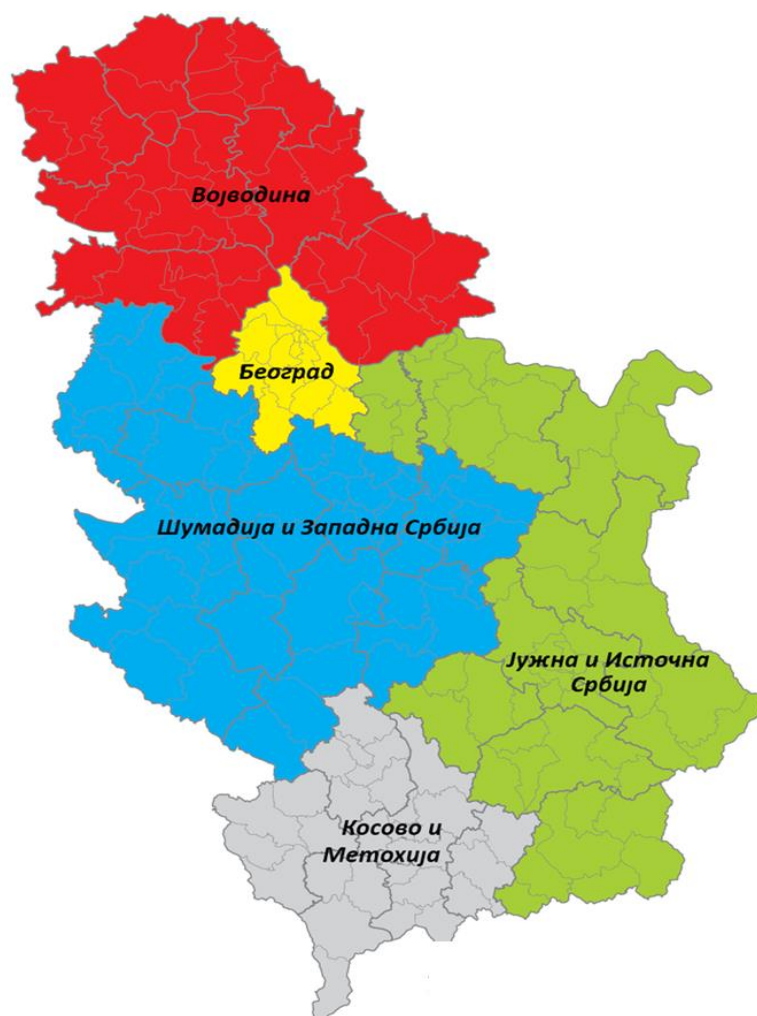 Војводина
Београд
Шумадија и Западна Србија
Јужна и Источна
Србија
Косово и
Метохија